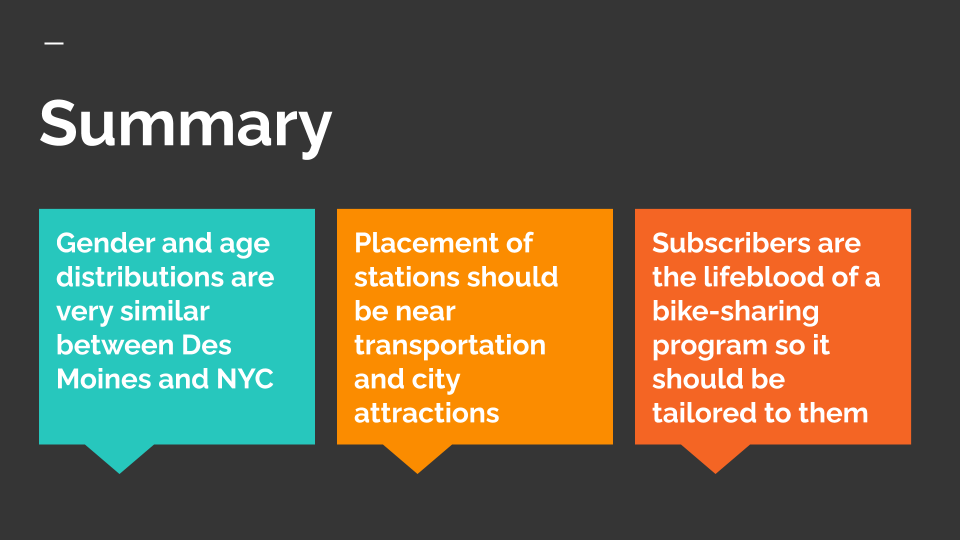 Summary
Gender and age
distributions are
very similar
between Des
Moines and NYC
Placement of
stations should
be near
transportation
and city
attractions
Subscribers are
the lifeblood of a
bike-sharing
program so it
should be
tailored to them